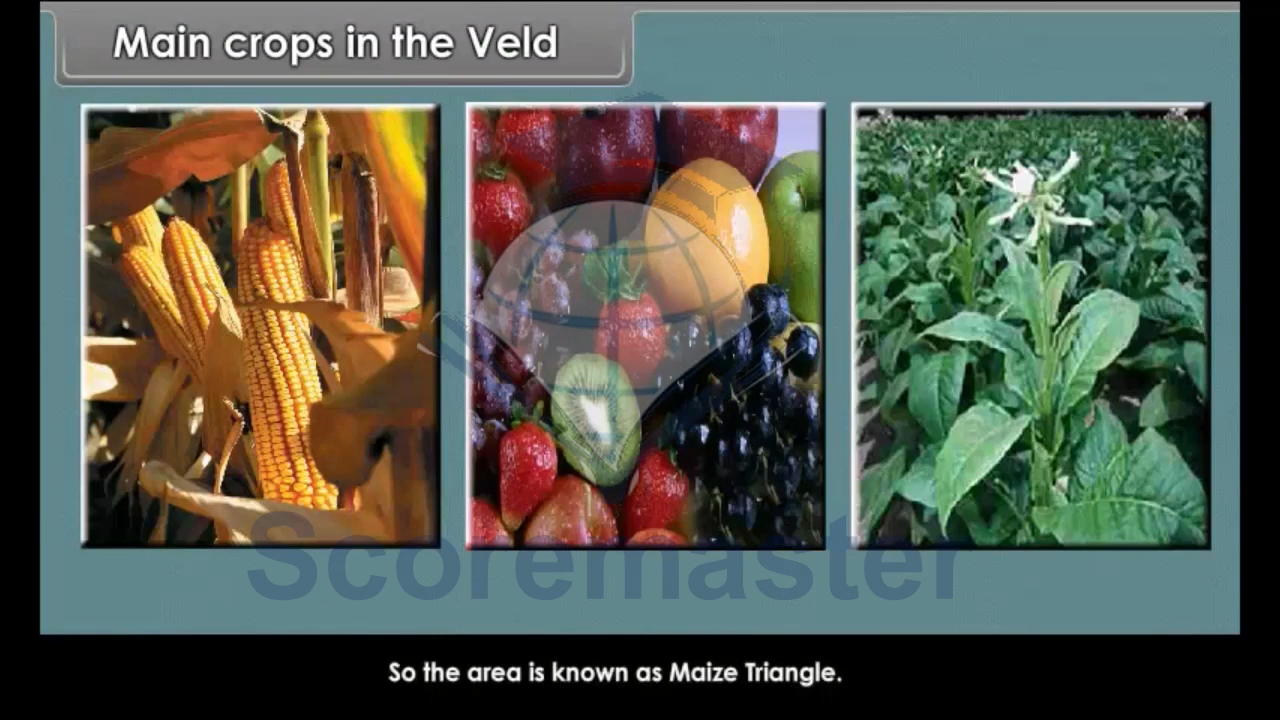 Main crops in the Veld
Scoremaster
So the area is known as Maize Triangle.